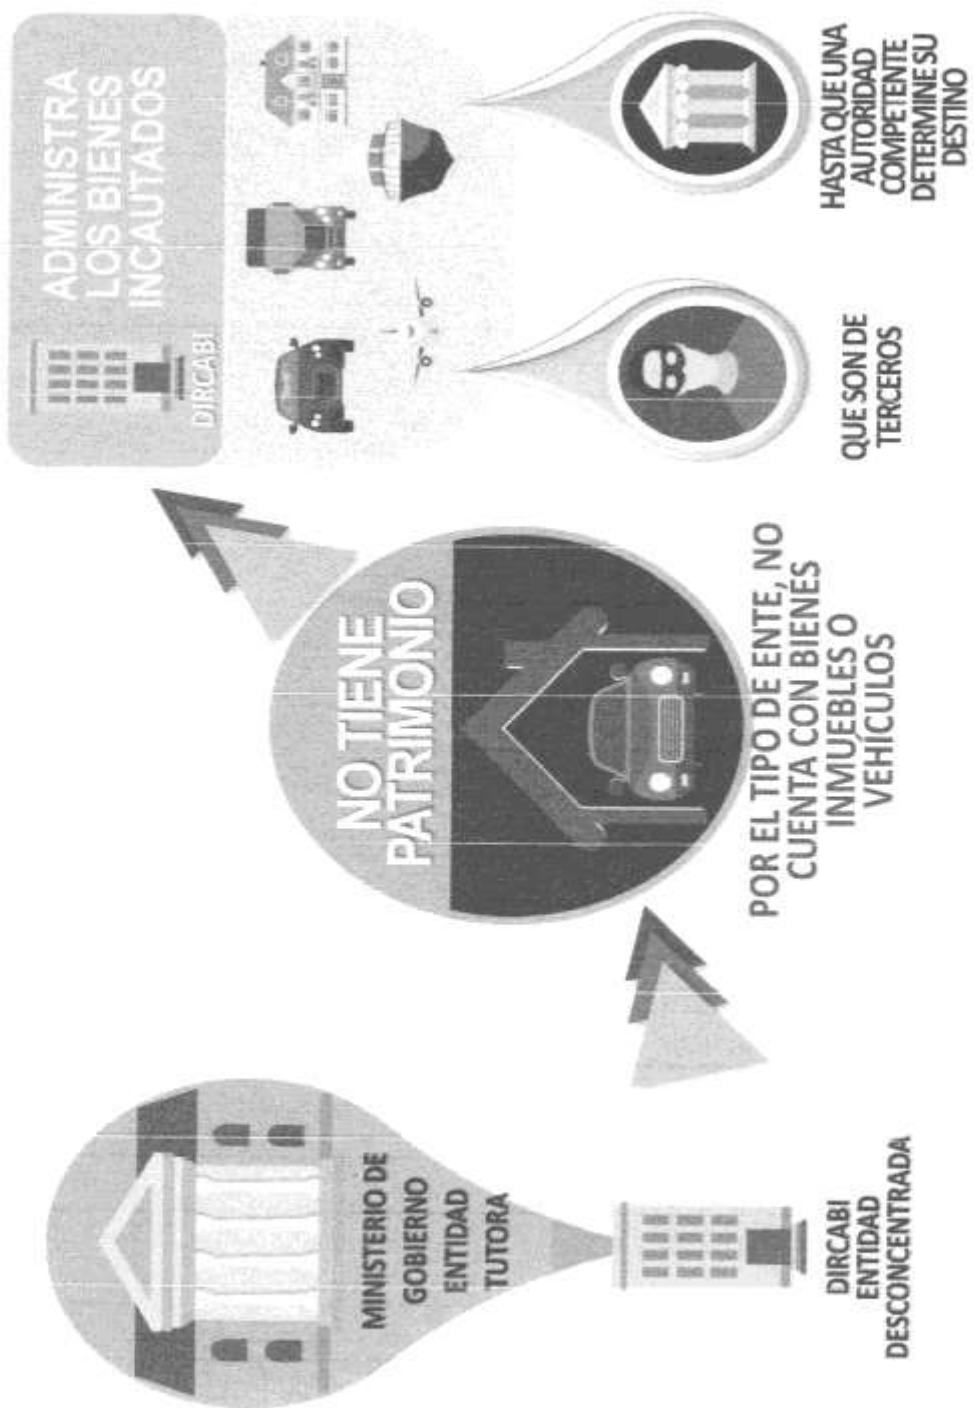 MINISTERIO DE
GOBIERNO
ENTIDAD
TUTORA
DIRCABI
ENTIDAD
DESCONCENTRADA
NO TIENE
PATRIMONIO
POR EL TIPO DE ENTE, NO
CUENTA CON BIENES
INMUEBLES O
VEHÍCULOS
ADMINISTRA
LOS BIENES
INCAUTADOS
DIRCABI
QUE SON DE
TERCEROS
HASTA QUE UNA
AUTORIDAD
COMPETENTE
DETERMINE SU
DESTINO